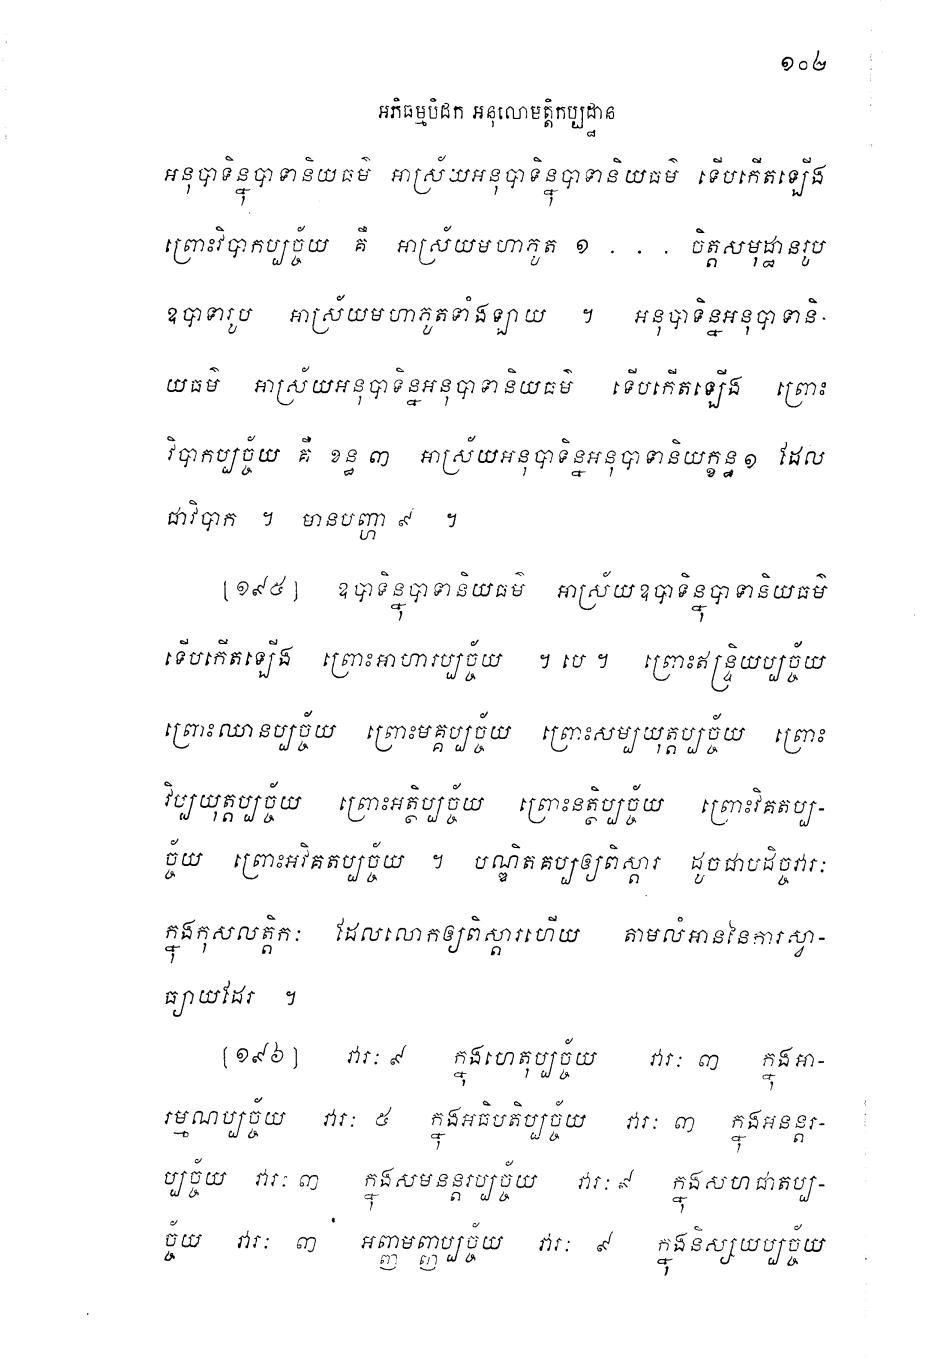 ១០៤
អភិធម្មបិដក អនុលោមត្តិកប្បដ្ឋាន
អនុបាទិន្នុបាទានិយធម៌ អាស្រ័យអនុបាទិន្នុបាទានិយធម៌ ទើបកើតឡើង
ព្រោះវិបាកប្បច្ច័យ គឺ អាស្រ័យមហាភូត ១ . . . ចិត្តសមុដ្ឋានរូប
ឧបាទារូប អាស្រ័យមហាភូតទាំងឡាយ ។ អនុបាទិន្នអនុបាទានិ-
យធម៌ អាស្រ័យអនុបាទិន្នអនុបាទានិយធម៌ ទើបកើតឡើង ព្រោះ
វិបាកប្បច្ច័យ គឺ ខន្ធ ៣ អាស្រ័យអនុបាទិន្នអនុបាទានិយក្ខន្ធ ១ ដែល
ជាវិបាក ។ មានបញ្ហា ៩ ។
[១៩៥] ឧបាទិន្នុបាទានិយធម៌ អាស្រ័យឧបាទិន្នុបាទានិយធម៌
ទើបកើតឡើង ព្រោះអាហារប្បច្ច័យ ។ បេ ។ ព្រោះឥន្ទ្រិយប្បច្ច័យ
ព្រោះឈានប្បច្ច័យ ព្រោះមគ្គប្បច្ច័យ ព្រោះសម្បយុត្តប្បច្ច័យ ព្រោះ
វិប្បយុត្តប្បច្ច័យ ព្រោះអត្ថិប្បច្ច័យ ព្រោះនត្ថិប្បច្ច័យ ព្រោះវិគតប្ប-
ច្ច័យ ព្រោះអវិគតប្បច្ច័យ ។ បណ្ឌិតគប្បឲ្យពិស្តារ ដូចជាបដិច្ចវារៈ
ក្នុងកុសលត្តិកៈ ដែលលោកឲ្យពិស្តារហើយ តាមលំអាននៃការស្វា-
ធ្យាយដែរ ។
[១៩៦] វារៈ ៩ ក្នុងហេតុប្បច្ច័យ វារៈ ៣ ក្នុងអា-
រម្មណប្បច្ច័យ វារៈ ៥ ក្នុងអធិបតិប្បច្ច័យ វារៈ ៣ ក្នុងអនន្តរ-
ប្បច្ច័យ វារៈ ៣ ក្នុងសមនន្តរប្បច្ច័យ វារៈ ៩ ក្នុងសហជាតប្ប-
ច្ច័យ វារៈ ៣ អញ្ញមញ្ញប្បច្ច័យ វារៈ ៩ ក្នុងនិស្សយប្បច្ច័យ